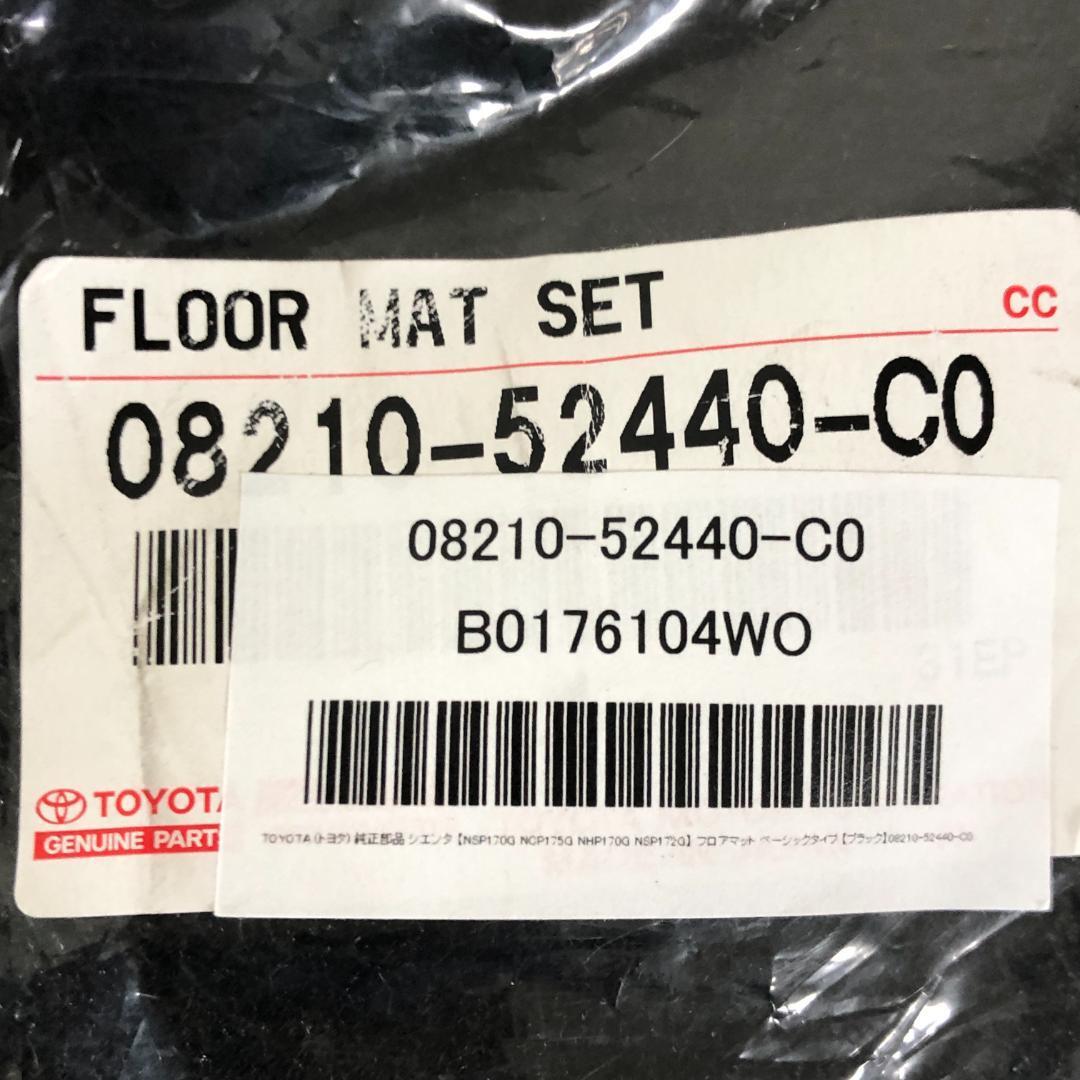 FLOOR MAT SET
CC
08210-52440-C0
08210-52440-C0
B0176104WO
61EP
TOYOTA
GENUINE PART
TOYOTA(トヨタ) 純正部品 シエンタ 【NSP170G NCP175G NHP170G NSP172G】 フロアマット ベーシックタイプ 【ブラック】08210-52440-C0